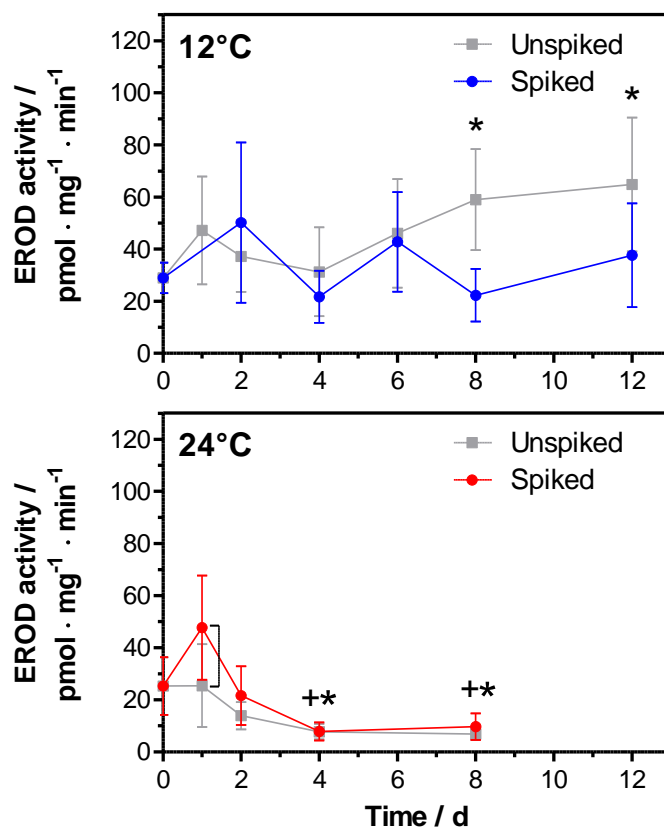 12°C
Unspiked
Spiked
*
*
EROD activity /
pmol · mg⁻¹ · min⁻¹
120
100
80
60
40
20
0
0 2 4 6 8 10 12
24°C
Unspiked
Spiked
+*
+*
EROD activity /
pmol · mg⁻¹ · min⁻¹
120
100
80
60
40
20
0
0 2 4 6 8 10 12
Time / d